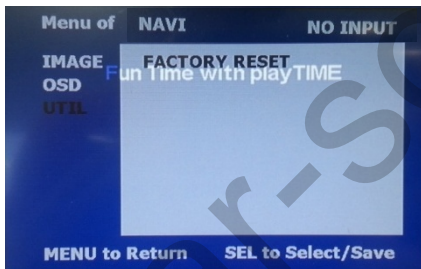 Menu of NAVI NO INPUT
IMAGE FACTORY RESET
Fun Time with playTIME
OSD
UTIL
MENU to Return SEL to Select/Save